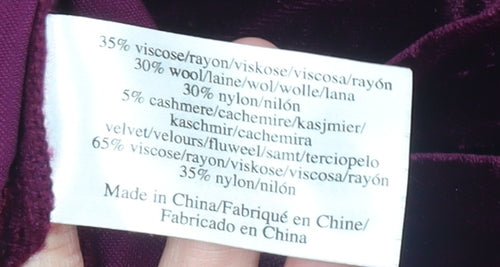 35% viscose/rayon/viskose/viscosa/rayón
30% wool/laine/wol/wolle/lana
30% nylon/nilón
5% cashmere/cachemire/kasjmier/
kaschmir/cachemira
velvet/velours/fluweel/samt/terciopelo
65% viscose/rayon/viskose/viscosa/rayón
35% nylon/nilón
Made in China/Fabriqué en Chine/
Fabricado en China